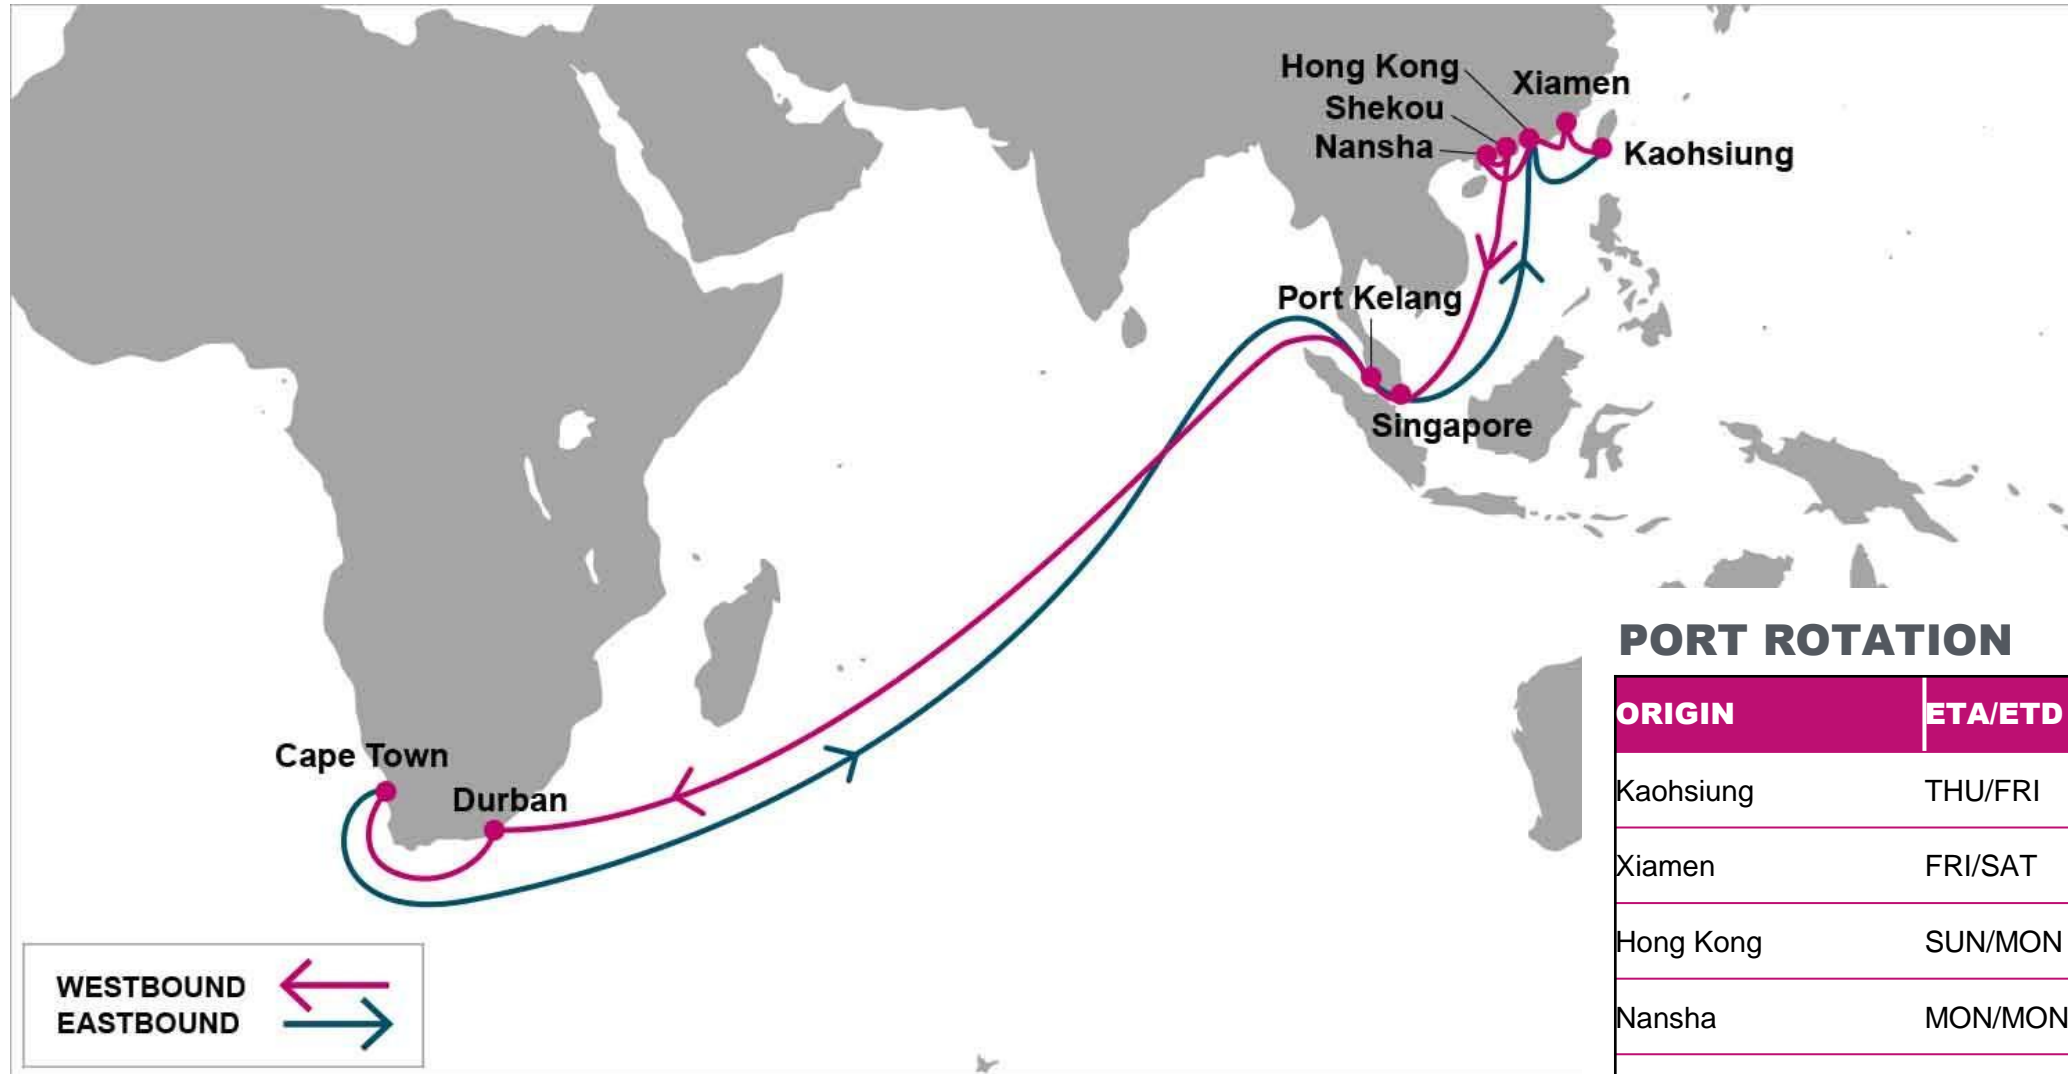 Hong Kong
Xiamen
Shekou
Nansha
Kaohsiung
Port Kelang
Singapore
Cape Town
Durban
WESTBOUND
EASTBOUND
PORT ROTATION
ORIGIN ETA/ETD
Kaohsiung THU/FRI
Xiamen FRI/SAT
Hong Kong SUN/MON
Nansha MON/MON